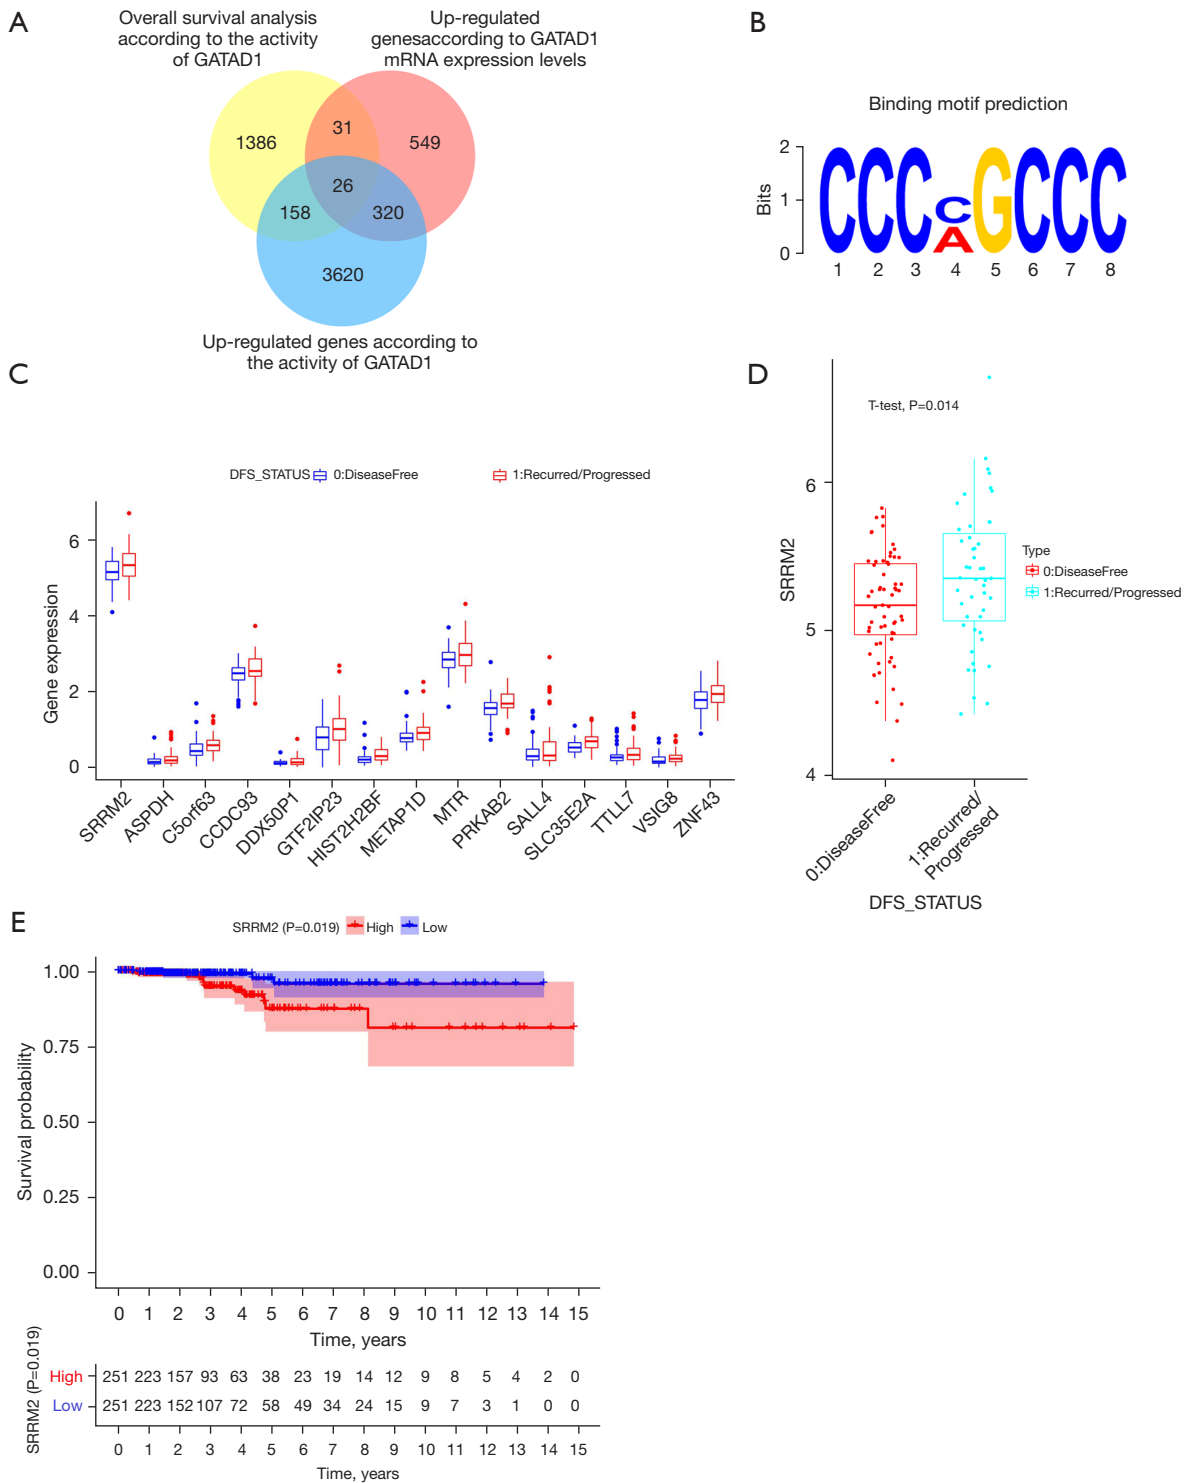 A
Overall survival analysis
according to the activity
of GATAD1
Up-regulated
genesaccording to GATAD1
mRNA expression levels
1386
31
549
26
158
320
3620
Up-regulated genes according to
the activity of GATAD1
B
Binding motif prediction
Bits
2
1
0
CCCCGCCC
A
1 2 3 4 5 6 7 8
C
DFS_STATUS 0:DiseaseFree 1:Recurred/Progressed
Gene expression
6
4
2
0
SRRM2
ASPDH
C5orf63
CCDC93
DDX50P1
GTF2IP23
HIST2H2BF
METAP1D
MTR
PRKAB2
SALL4
SLC35E2A
TTLL7
VSIG8
ZNF43
D
T-test, P=0.014
SRRM2
6
5
4
Type
0:DiseaseFree
1:Recurred/Progressed
0:DiseaseFree
1:Recurred/
Progressed
DFS_STATUS
E
SRRM2 (P=0.019) High Low
Survival probability
1.00
0.75
0.50
0.25
0.00
0 1 2 3 4 5 6 7 8 9 10 11 12 13 14 15
Time, years
SRRM2 (P=0.019)
High 251 223 157 93 63 38 23 19 14 12 9 8 5 4 2 0
Low 251 223 152 107 72 58 49 34 24 15 9 7 3 1 0 0
0 1 2 3 4 5 6 7 8 9 10 11 12 13 14 15
Time, years